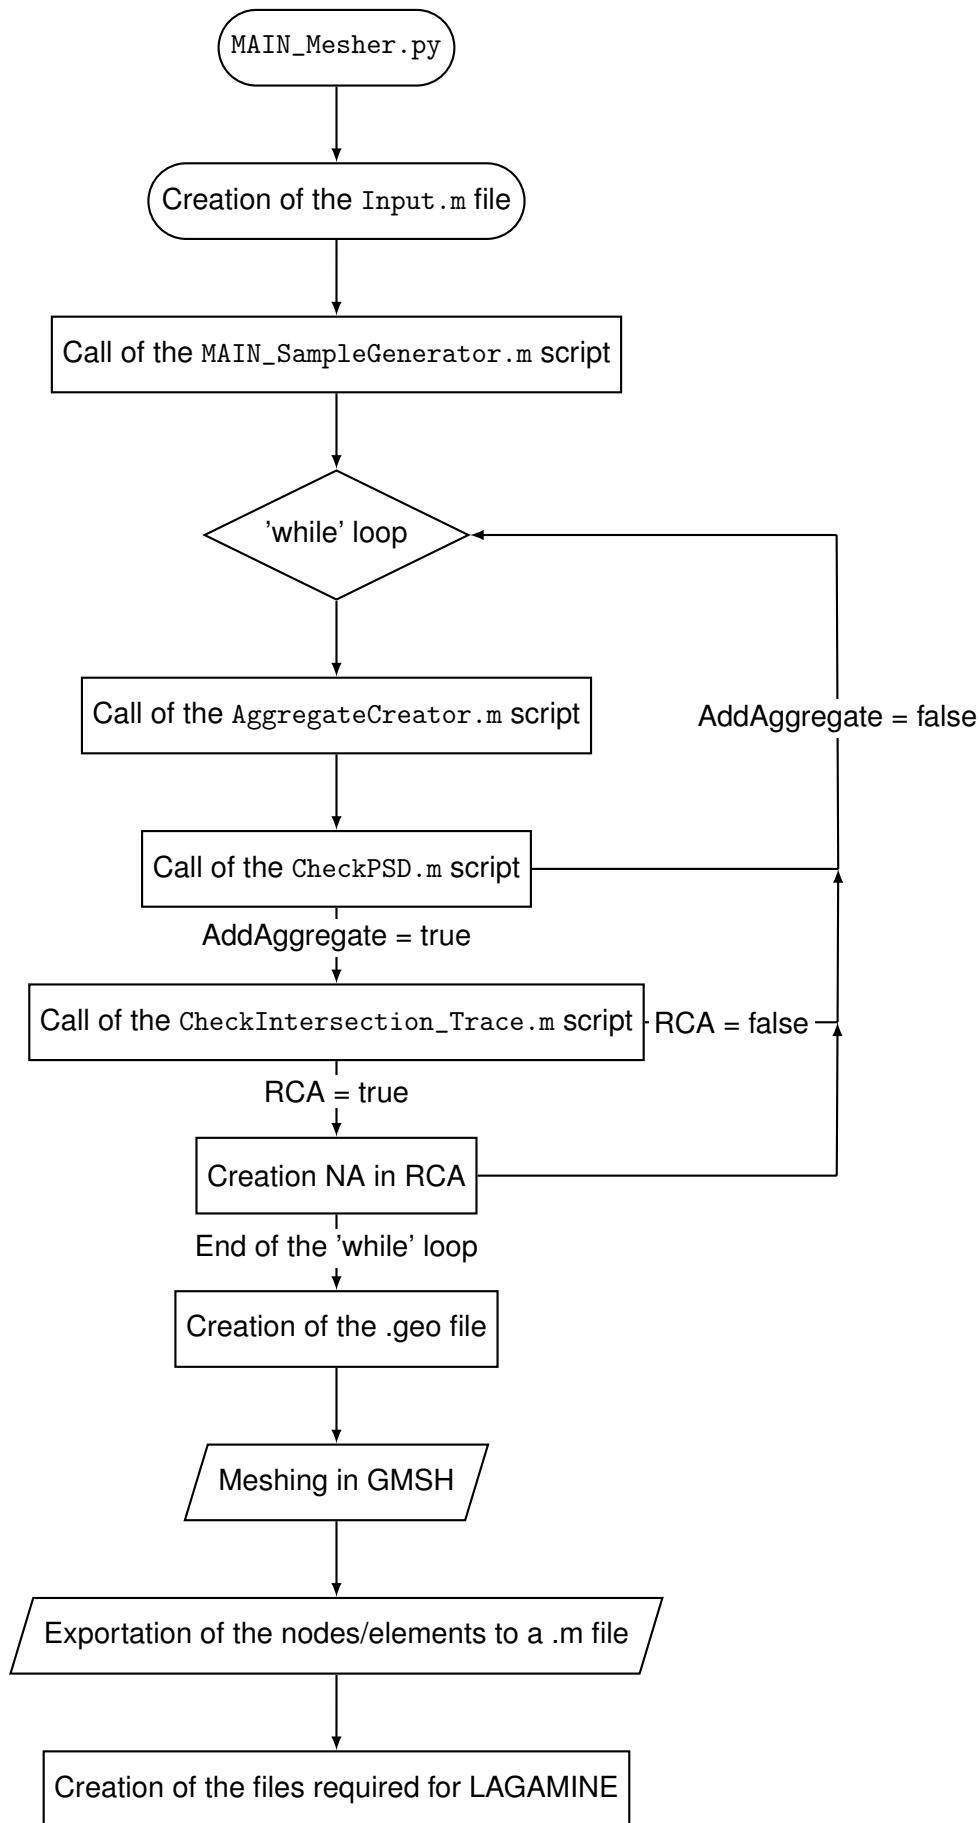 MAIN_Mesher.py
Creation of the Input.m file
Call of the MAIN_SampleGenerator.m script
'while' loop
Call of the AggregateCreator.m script
AddAggregate = false
Call of the CheckPSD.m script
AddAggregate = true
Call of the CheckIntersection_Trace.m script
RCA = false
RCA = true
Creation NA in RCA
End of the 'while' loop
Creation of the .geo file
Meshing in GMSH
Exportation of the nodes/elements to a .m file
Creation of the files required for LAGAMINE